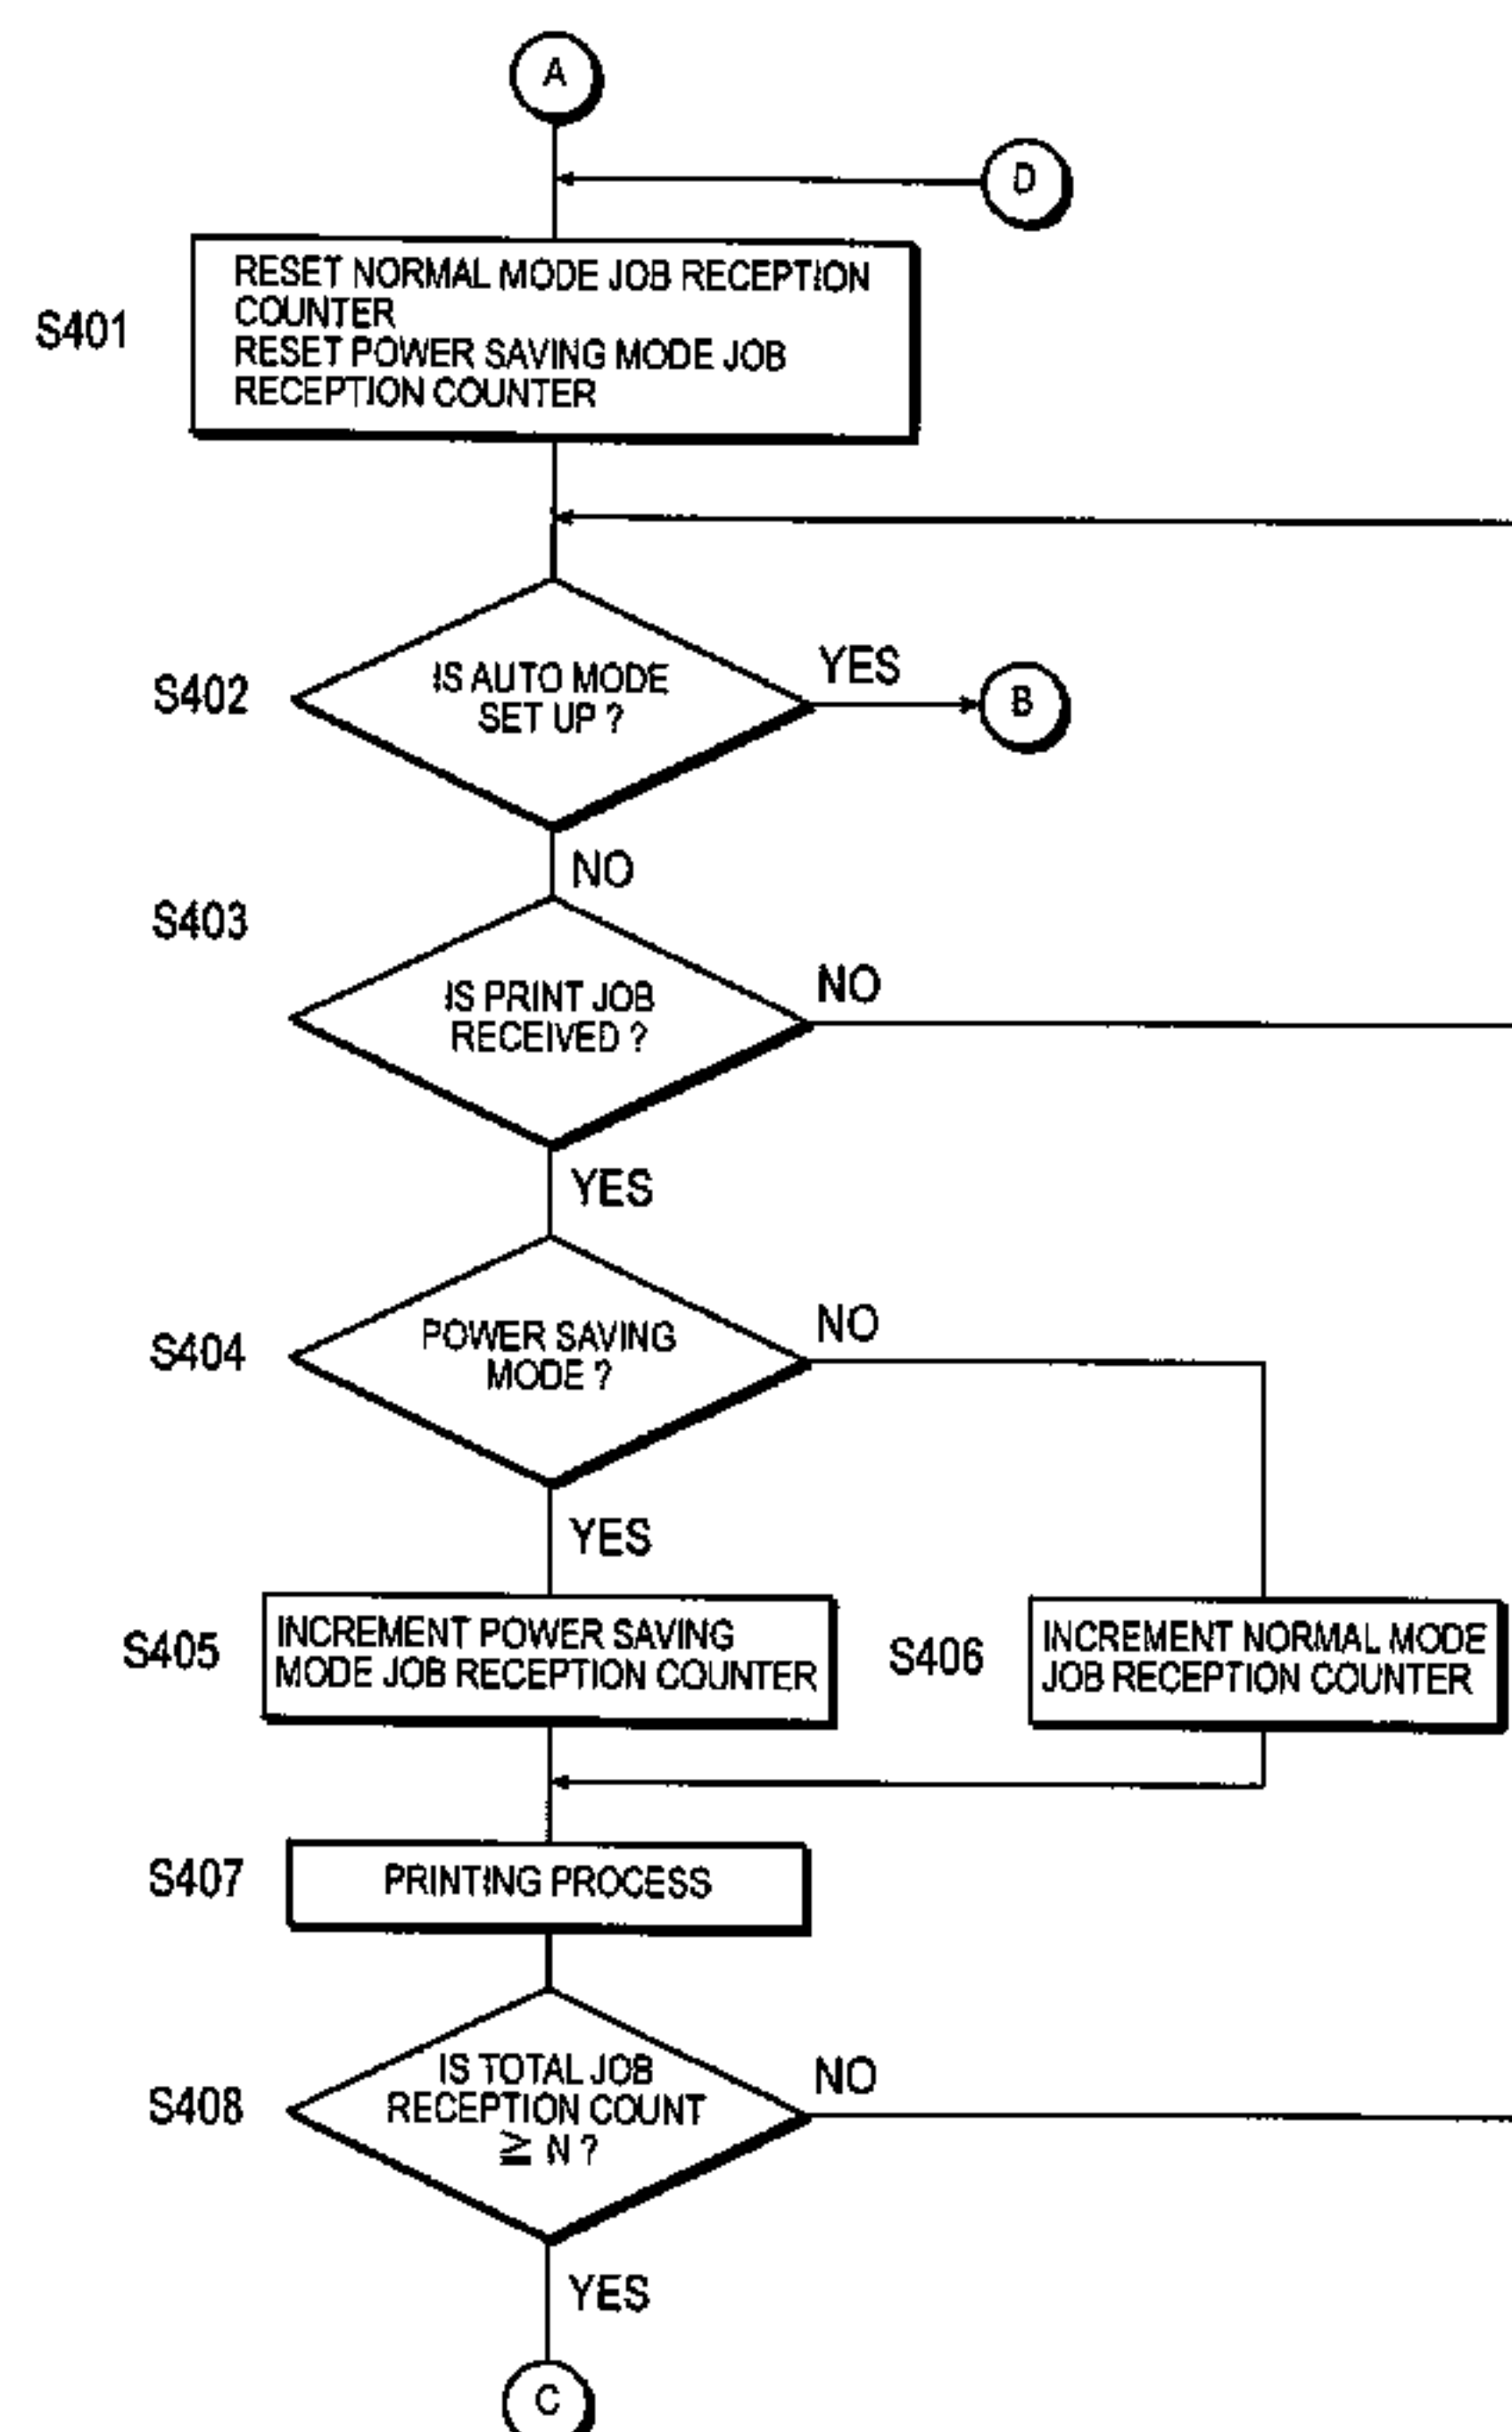 A
D
S401
RESET NORMAL MODE JOB RECEPTION
COUNTER
RESET POWER SAVING MODE JOB
RECEPTION COUNTER
S402
IS AUTO MODE
SET UP ?
YES
B
NO
S403
IS PRINT JOB
RECEIVED ?
NO
YES
S404
POWER SAVING
MODE ?
NO
YES
S405
INCREMENT POWER SAVING
MODE JOB RECEPTION COUNTER
S406
INCREMENT NORMAL MODE
JOB RECEPTION COUNTER
S407
PRINTING PROCESS
S408
IS TOTAL JOB
RECEPTION COUNT
≧ N ?
NO
YES
C